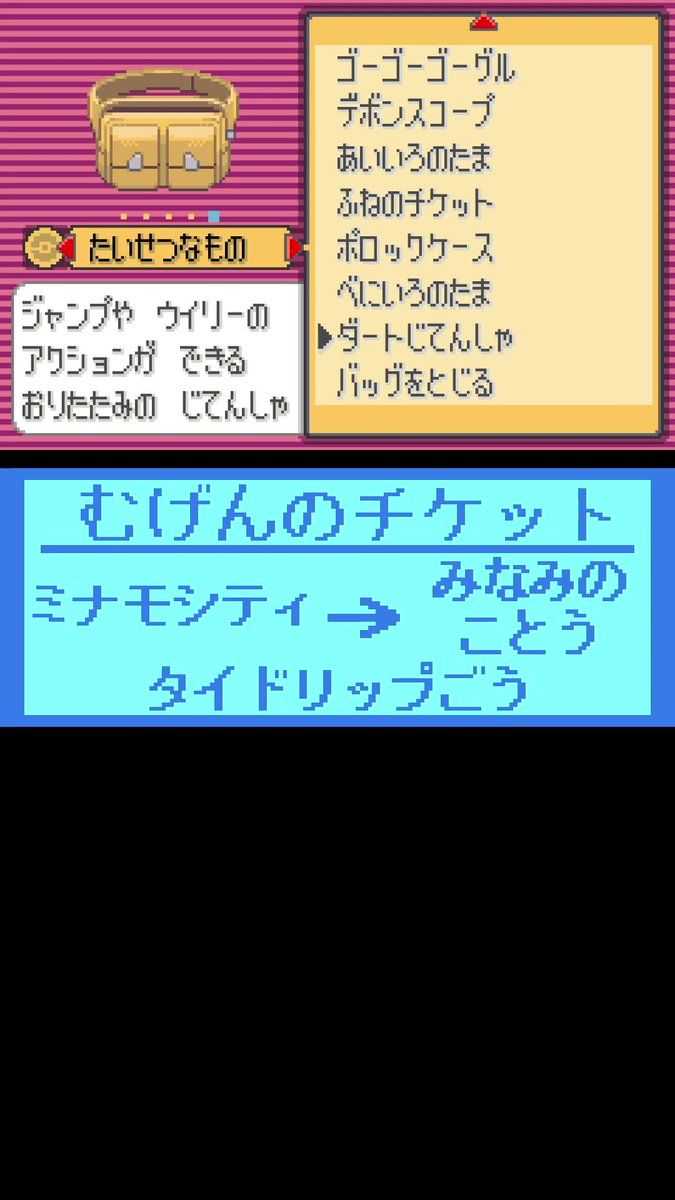 たいせつなもの
ジャンプや ウイリーの
アクションが できる
おりたたみの じてんしゃ
ゴーゴーゴーグル
デボンスコープ
あいいろのたま
ふねのチケット
ポロックケース
べにいろのたま
ダートじてんしゃ
バッグをとじる
むげんのチケット
ミナモシティ→みなみの
ことう
タイドリップごう